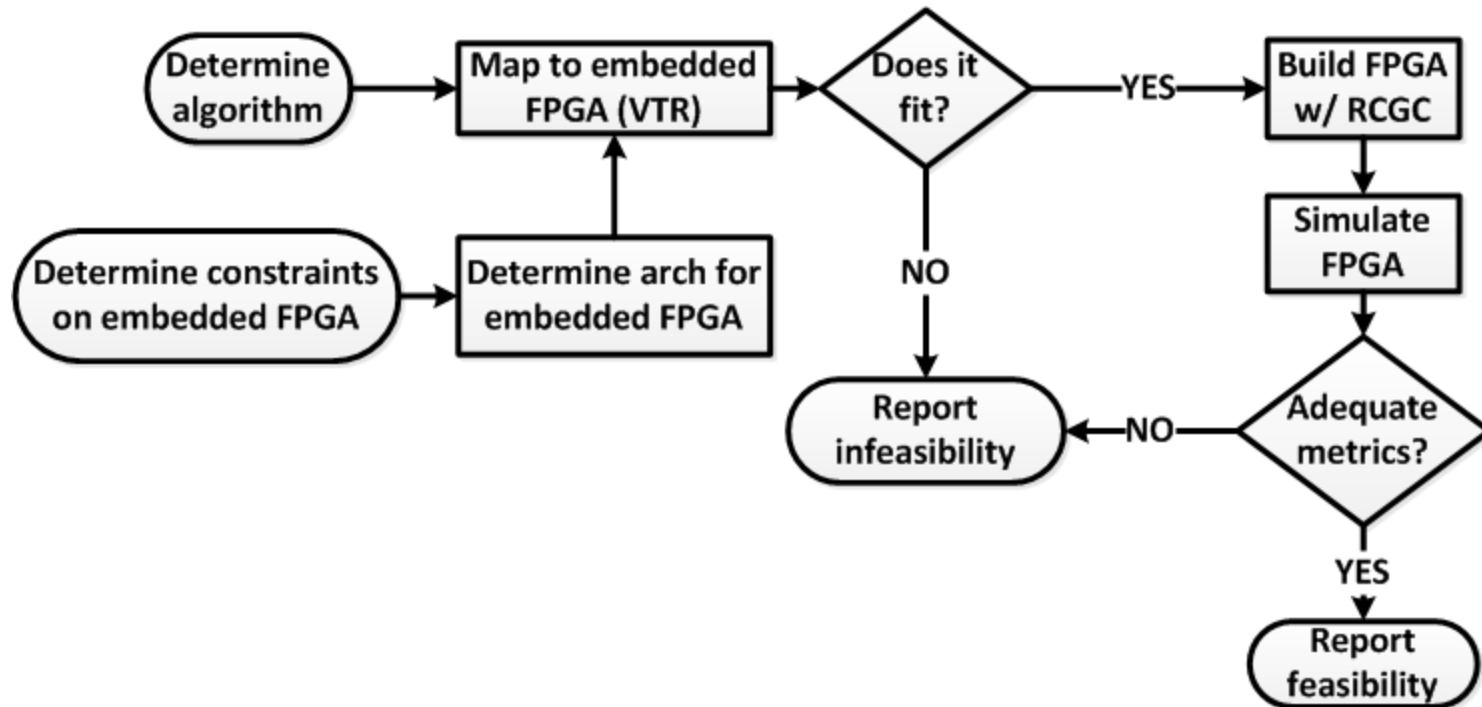 Determine
algorithm
Map to embedded
FPGA (VTR)
Does it
fit?
YES
Build FPGA
w/ RCGC
Simulate
FPGA
Determine constraints
on embedded FPGA
Determine arch for
embedded FPGA
NO
Report
infeasibility
NO
Adequate
metrics?
YES
Report
feasibility